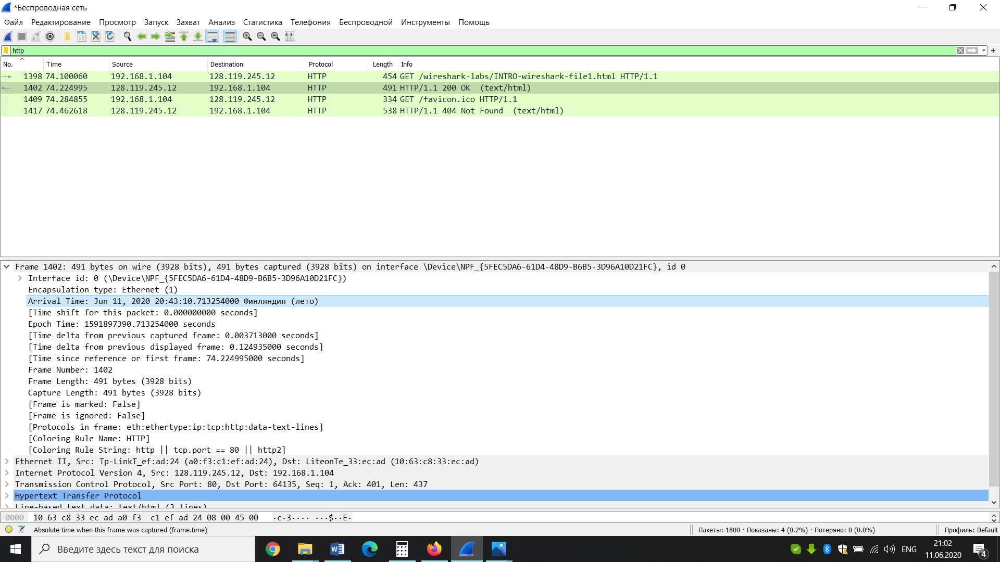 *Беспроводная сеть
Файл Редактирование Просмотр Запуск Захват Анализ Статистика Телефония Беспроводной Инструменты Помощь
http
No. Time Source Destination Protocol Length Info
1398 74.100060 192.168.1.104 128.119.245.12 HTTP 454 GET /wireshark-labs/INTRO-wireshark-file1.html HTTP/1.1
1402 74.224995 128.119.245.12 192.168.1.104 HTTP 491 HTTP/1.1 200 OK (text/html)
1409 74.284855 192.168.1.104 128.119.245.12 HTTP 334 GET /favicon.ico HTTP/1.1
1417 74.462618 128.119.245.12 192.168.1.104 HTTP 538 HTTP/1.1 404 Not Found (text/html)
Frame 1402: 491 bytes on wire (3928 bits), 491 bytes captured (3928 bits) on interface \Device\NPF_{5FEC5DA6-61D4-48D9-B6B5-3D96A10D21FC}, id 0
Interface id: 0 (\Device\NPF_{5FEC5DA6-61D4-48D9-B6B5-3D96A10D21FC})
Encapsulation type: Ethernet (1)
Arrival Time: Jun 11, 2020 20:43:10.713254000 Финляндия (лето)
[Time shift for this packet: 0.000000000 seconds]
Epoch Time: 1591897390.713254000 seconds
[Time delta from previous captured frame: 0.003713000 seconds]
[Time delta from previous displayed frame: 0.124935000 seconds]
[Time since reference or first frame: 74.224995000 seconds]
Frame Number: 1402
Frame Length: 491 bytes (3928 bits)
Capture Length: 491 bytes (3928 bits)
[Frame is marked: False]
[Frame is ignored: False]
[Protocols in frame: eth:ethertype:ip:tcp:http:data-text-lines]
[Coloring Rule Name: HTTP]
[Coloring Rule String: http || tcp.port == 80 || http2]
Ethernet II, Src: Tp-LinkT_ef:ad:24 (a0:f3:c1:ef:ad:24), Dst: LiteonTe_33:ec:ad (10:63:c8:33:ec:ad)
Internet Protocol Version 4, Src: 128.119.245.12, Dst: 192.168.1.104
Transmission Control Protocol, Src Port: 80, Dst Port: 64135, Seq: 1, Ack: 401, Len: 437
Hypertext Transfer Protocol
Line-based text data: text/html (3 lines)
0000 10 63 c8 33 ec ad a0 f3 c1 ef ad 24 08 00 45 00 ·c·3···· ···$··E·
Absolute time when this frame was captured (frame.time) Пакеты: 1800 · Показаны: 4 (0.2%) · Потеряно: 0 (0.0%) Профиль: Default
Введите здесь текст для поиска ENG 21:02
11.06.2020 4